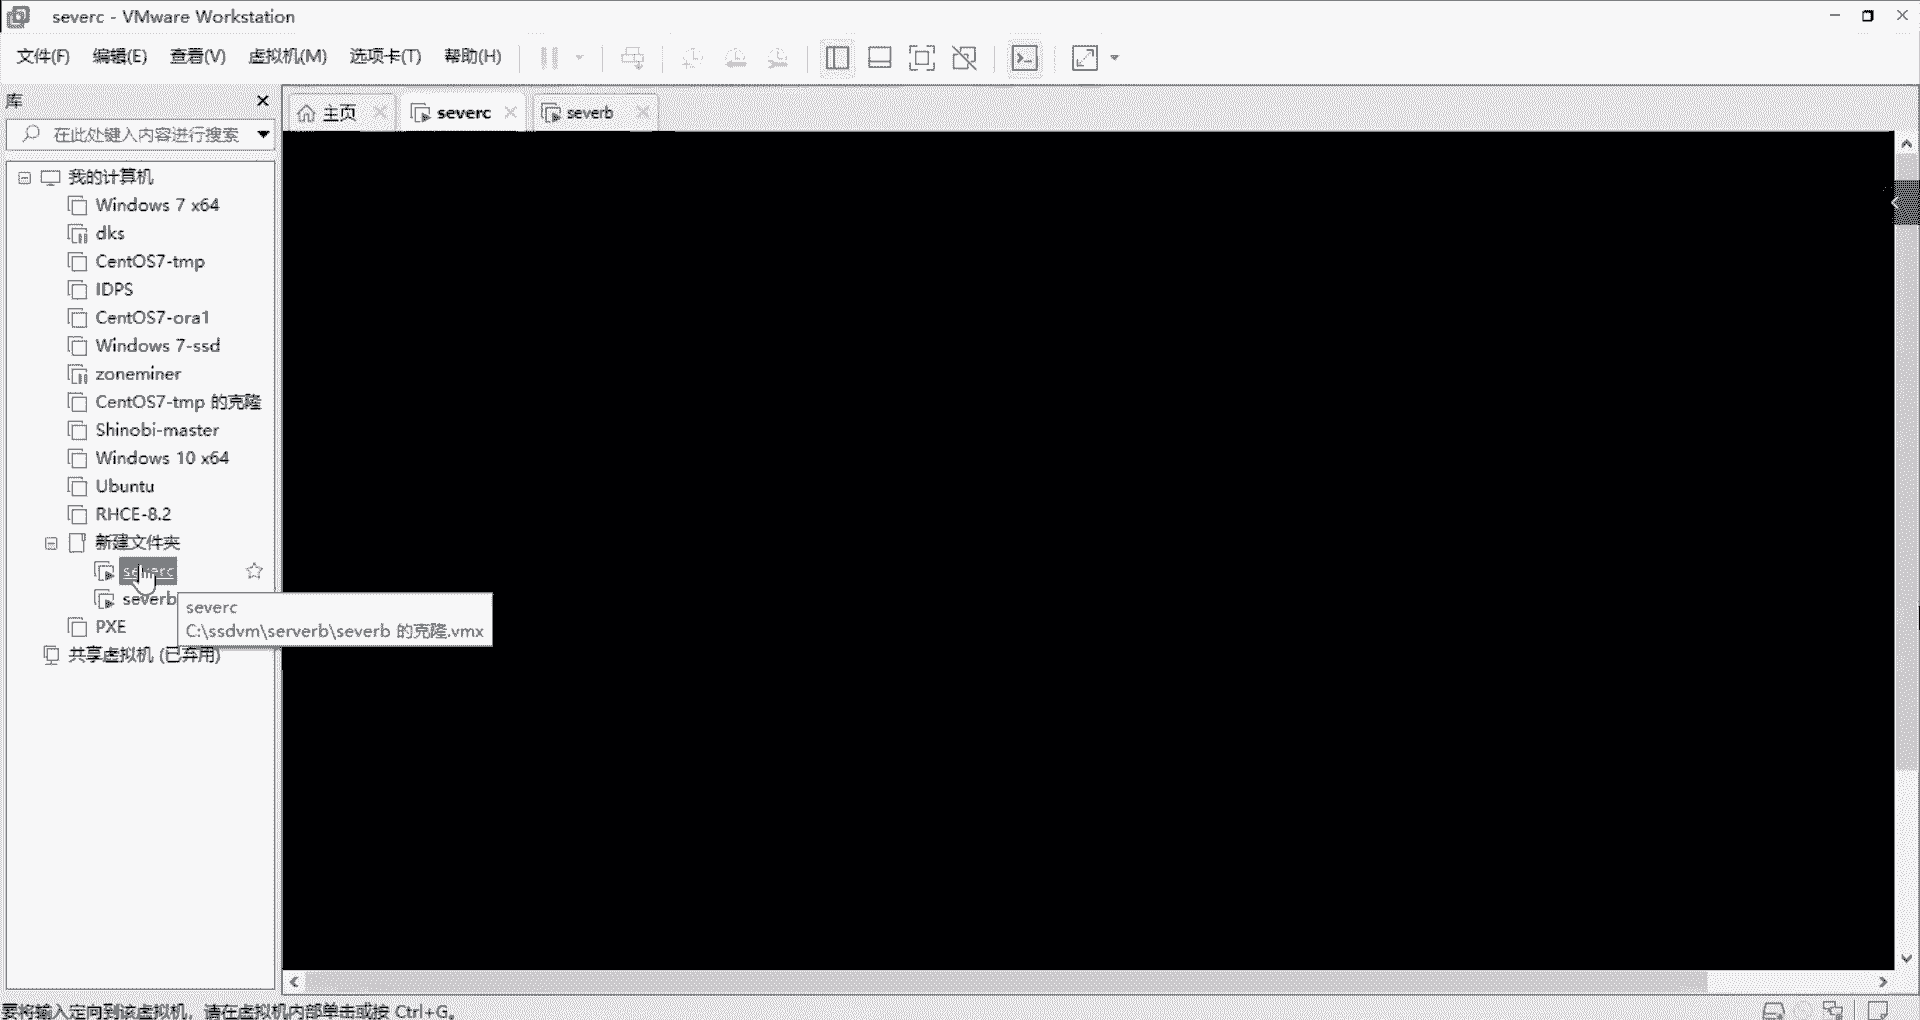 severc - VMware Workstation
文件(F) 编辑(E) 查看(V) 虚拟机(M) 选项卡(T) 帮助(H)
库
在此处键入内容进行搜索
主页 severc severb
我的计算机
Windows 7 x64
dks
CentOS7-tmp
IDPS
CentOS7-ora1
Windows 7-ssd
zoneminer
CentOS7-tmp 的克隆
Shinobi-master
Windows 10 x64
Ubuntu
RHCE-8.2
新建文件夹
severc
severb
severc
C:\ssdvm\serverb\severb 的克隆.vmx
PXE
共享虚拟机 (已弃用)
要将输入定向到该虚拟机，请在虚拟机内部单击或按 Ctrl+G。